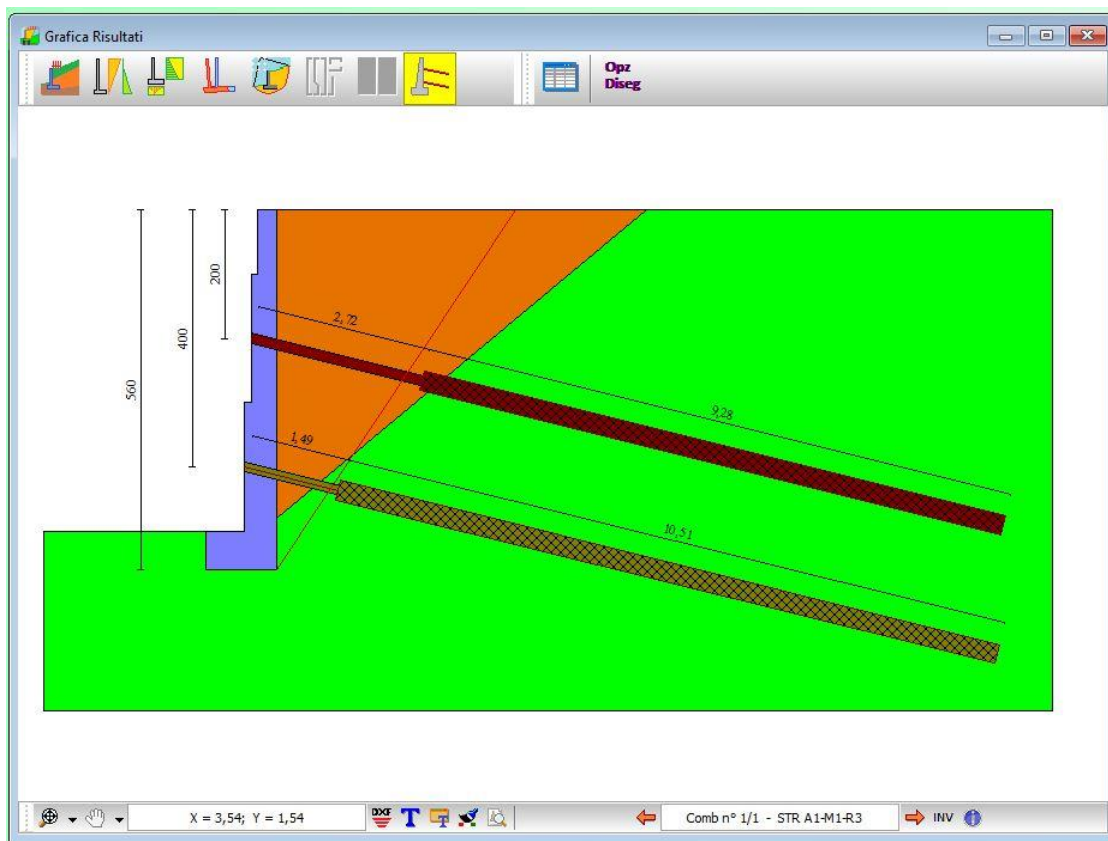 Grafica Risultati
Opz
Diseg
200
400
560
2,72
9,28
1,49
10,51
DXF
T
X = 3,54; Y = 1,54
Comb n° 1/1 - STR A1-M1-R3
INV